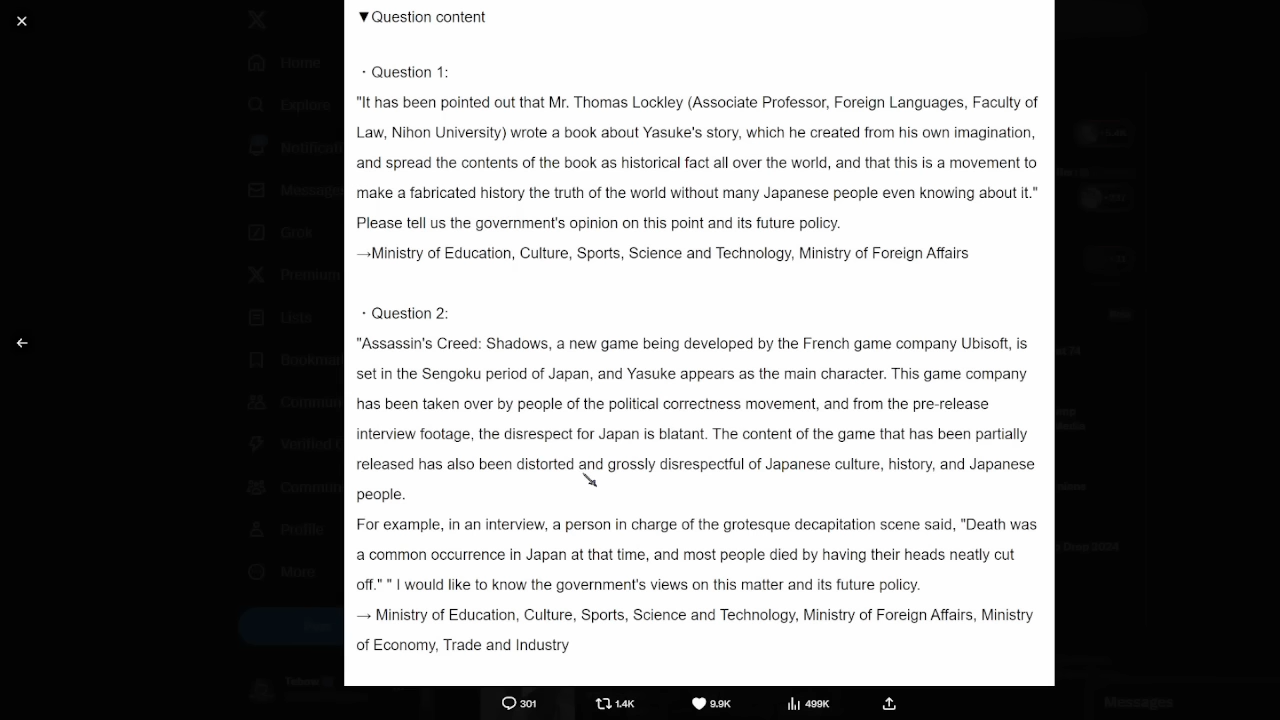 ▼Question content
・Question 1:
"It has been pointed out that Mr. Thomas Lockley (Associate Professor, Foreign Languages, Faculty of
Law, Nihon University) wrote a book about Yasuke's story, which he created from his own imagination,
and spread the contents of the book as historical fact all over the world, and that this is a movement to
make a fabricated history the truth of the world without many Japanese people even knowing about it."
Please tell us the government's opinion on this point and its future policy.
→Ministry of Education, Culture, Sports, Science and Technology, Ministry of Foreign Affairs
・Question 2:
"Assassin's Creed: Shadows, a new game being developed by the French game company Ubisoft, is
set in the Sengoku period of Japan, and Yasuke appears as the main character. This game company
has been taken over by people of the political correctness movement, and from the pre-release
interview footage, the disrespect for Japan is blatant. The content of the game that has been partially
released has also been distorted and grossly disrespectful of Japanese culture, history, and Japanese
people.
For example, in an interview, a person in charge of the grotesque decapitation scene said, "Death was
a common occurrence in Japan at that time, and most people died by having their heads neatly cut
off." " I would like to know the government's views on this matter and its future policy.
→ Ministry of Education, Culture, Sports, Science and Technology, Ministry of Foreign Affairs, Ministry
of Economy, Trade and Industry
301 1.4K 9.9K 499K
Home
Explore
Messages
Grok
Premium
Lists
Profile
More
Messages